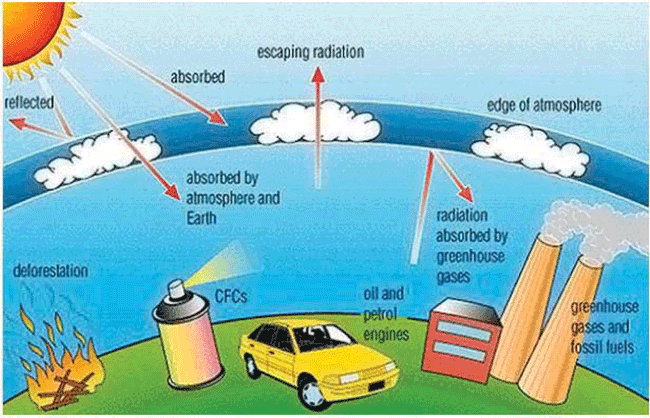 escaping radiation
absorbed
reflected
edge of atmosphere
absorbed by
atmosphere and
Earth
radiation
absorbed by
greenhouse
gases
deforestation
CFCs
oil and
petrol
engines
greenhouse
gases and
fossil fuels